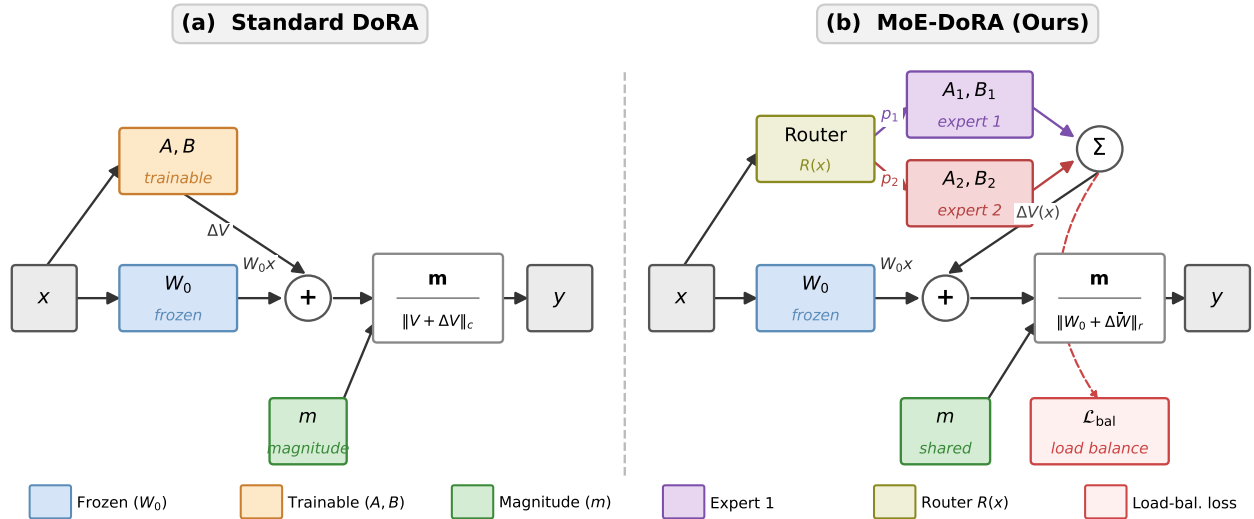 (a) Standard DoRA
A, B
trainable
ΔV
x
W₀
frozen
W₀x
+
m
‖V + ΔV‖c
y
m
magnitude
(b) MoE-DoRA (Ours)
Router
R(x)
p₁
p₂
A₁, B₁
expert 1
A₂, B₂
expert 2
Σ
ΔV(x)
x
W₀
frozen
W₀x
+
m
‖W₀ + ΔW̄‖r
y
m
shared
ℒbal
load balance
Frozen (W₀)
Trainable (A, B)
Magnitude (m)
Expert 1
Router R(x)
Load-bal. loss